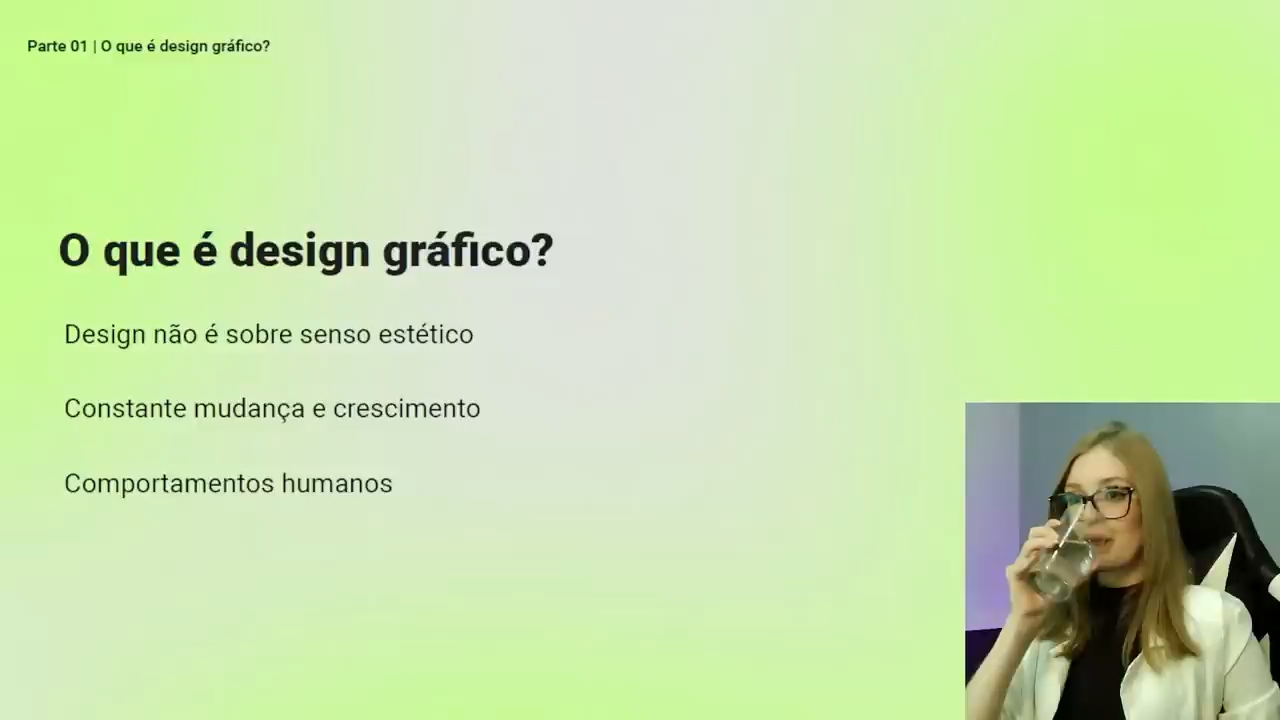 Parte 01 | O que é design gráfico?
O que é design gráfico?
Design não é sobre senso estético
Constante mudança e crescimento
Comportamentos humanos